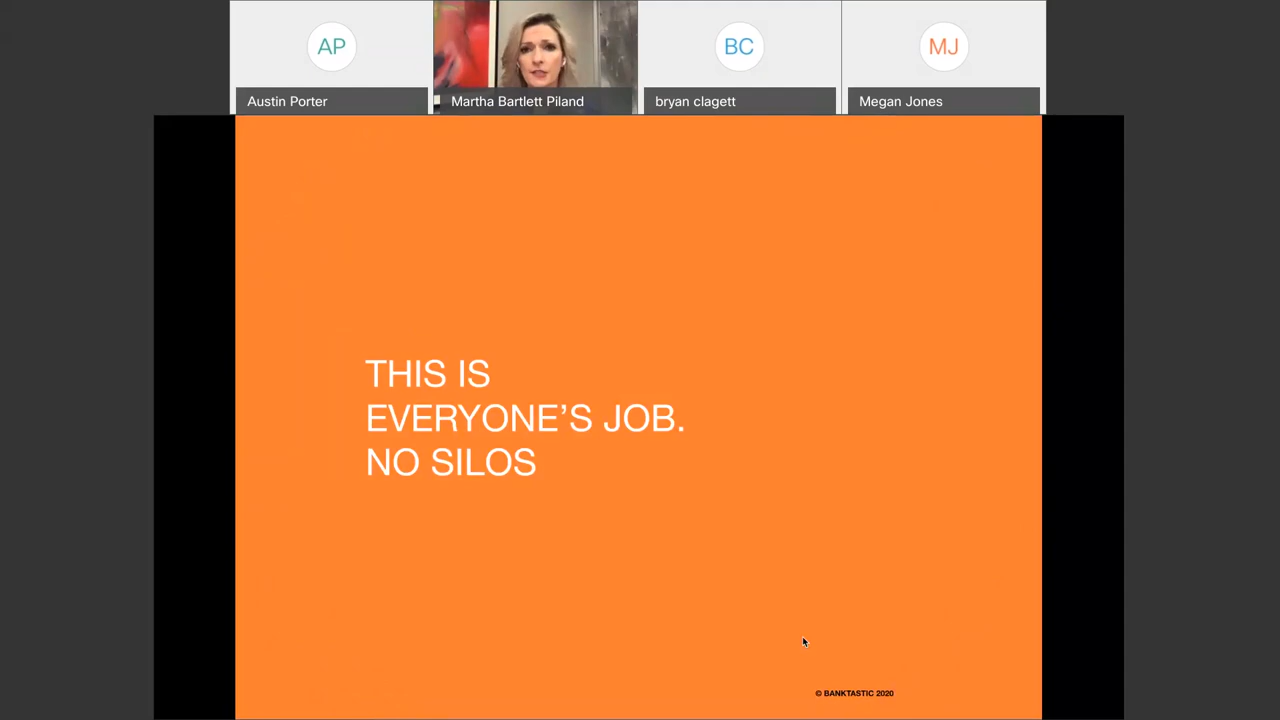 AP
BC
MJ
Austin Porter
Martha Bartlett Piland
bryan clagett
Megan Jones
THIS IS
EVERYONE’S JOB.
NO SILOS
© BANKTASTIC 2020